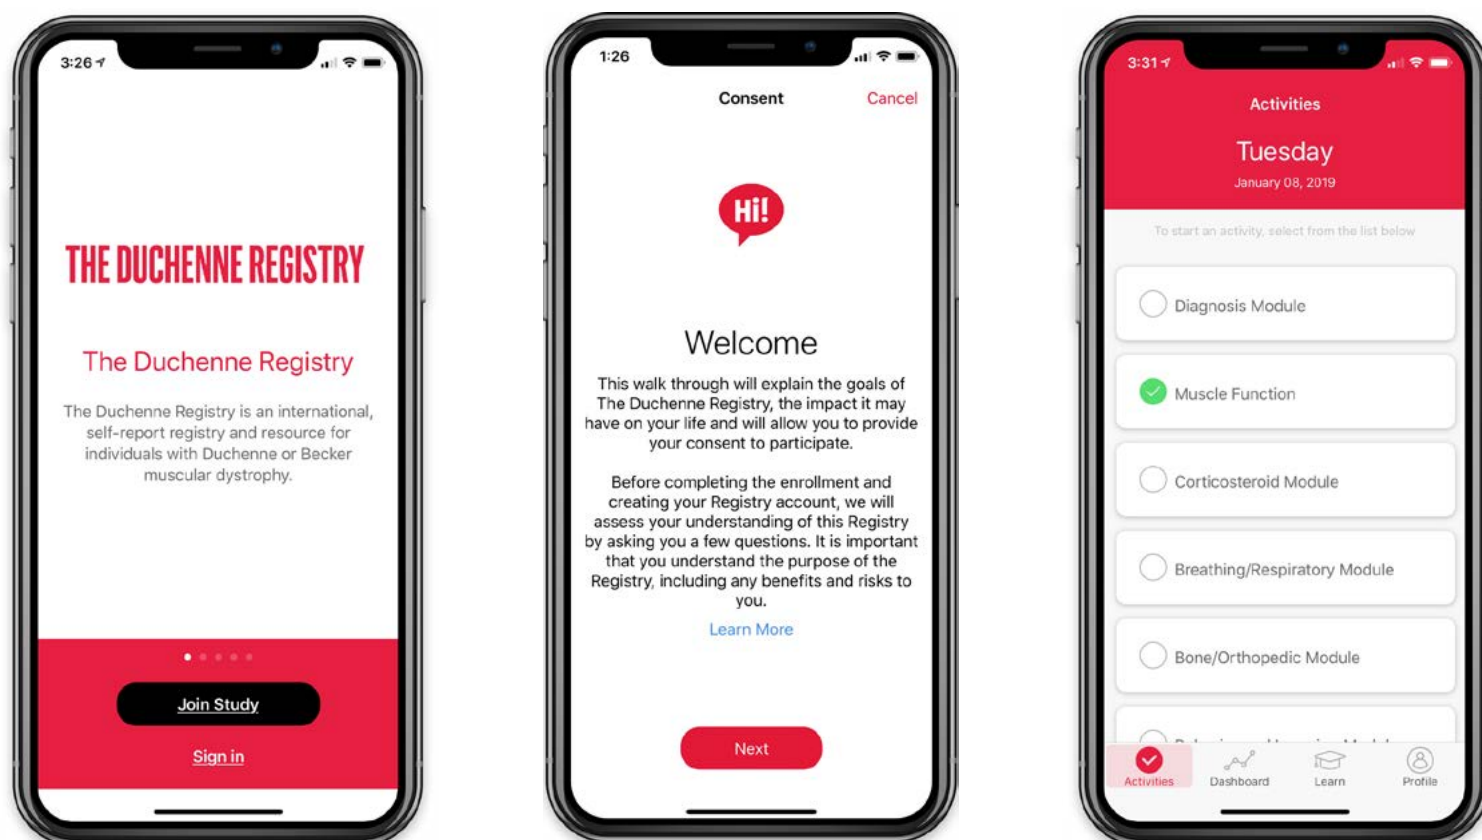 3:26
THE DUCHENNE REGISTRY
The Duchenne Registry
The Duchenne Registry is an international,
self-report registry and resource for
individuals with Duchenne or Becker
muscular dystrophy.
Join Study
Sign in
1:26
Consent
Cancel
Hi!
Welcome
This walk through will explain the goals of
The Duchenne Registry, the impact it may
have on your life and will allow you to provide
your consent to participate.
Before completing the enrollment and
creating your Registry account, we will
assess your understanding of this Registry
by asking you a few questions. It is important
that you understand the purpose of the
Registry, including any benefits and risks to
you.
Learn More
Next
3:31
Activities
Tuesday
January 08, 2019
To start an activity, select from the list below
Diagnosis Module
Muscle Function
Corticosteroid Module
Breathing/Respiratory Module
Bone/Orthopedic Module
Activities
Dashboard
Learn
Profile